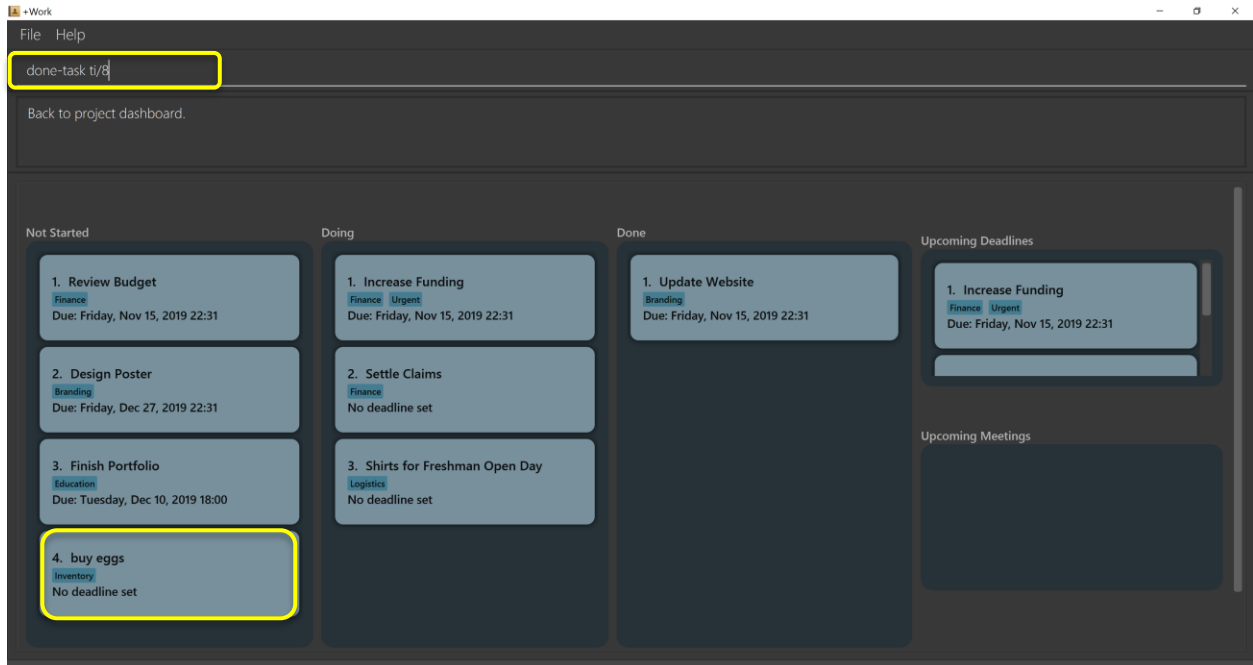 +Work
File Help
done-task ti/8
Back to project dashboard.
Not Started
1. Review Budget
Finance
Due: Friday, Nov 15, 2019 22:31
2. Design Poster
Branding
Due: Friday, Dec 27, 2019 22:31
3. Finish Portfolio
Education
Due: Tuesday, Dec 10, 2019 18:00
4. buy eggs
Inventory
No deadline set
Doing
1. Increase Funding
Finance Urgent
Due: Friday, Nov 15, 2019 22:31
2. Settle Claims
Finance
No deadline set
3. Shirts for Freshman Open Day
Logistics
No deadline set
Done
1. Update Website
Branding
Due: Friday, Nov 15, 2019 22:31
Upcoming Deadlines
1. Increase Funding
Finance Urgent
Due: Friday, Nov 15, 2019 22:31
Upcoming Meetings